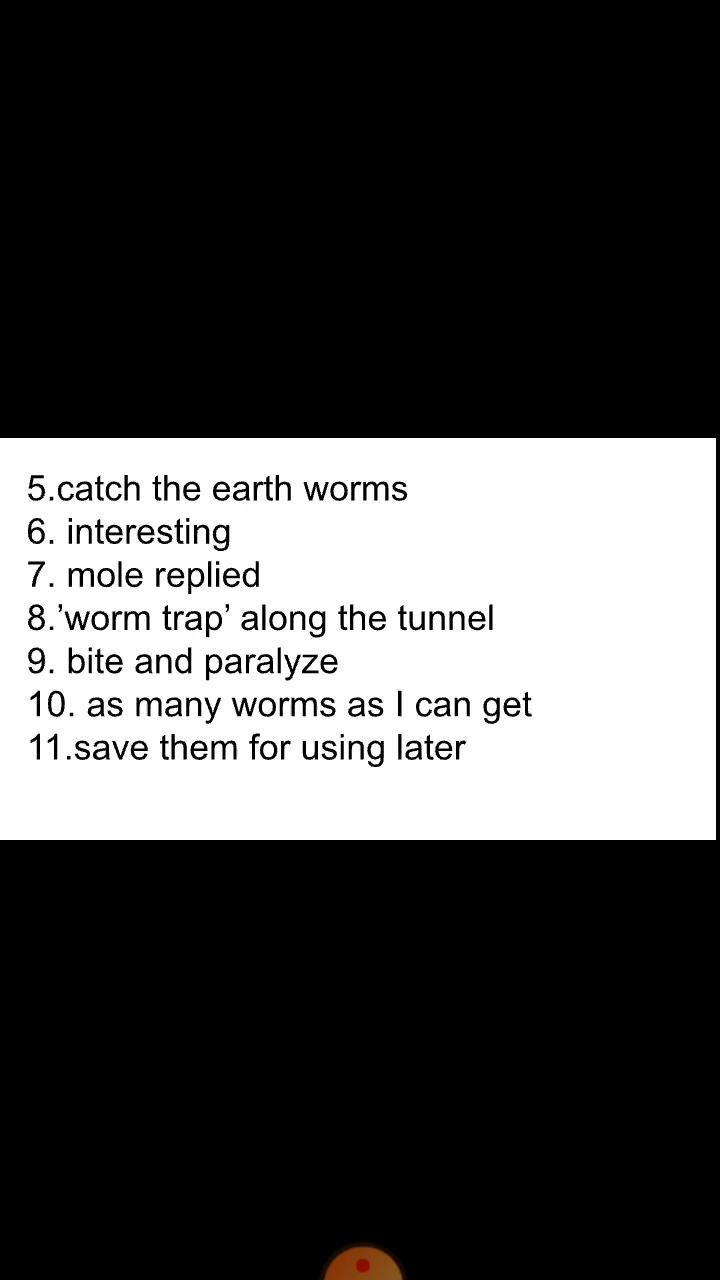 5.catch the earth worms
6. interesting
7. mole replied
8.’worm trap’ along the tunnel
9. bite and paralyze
10. as many worms as I can get
11.save them for using later